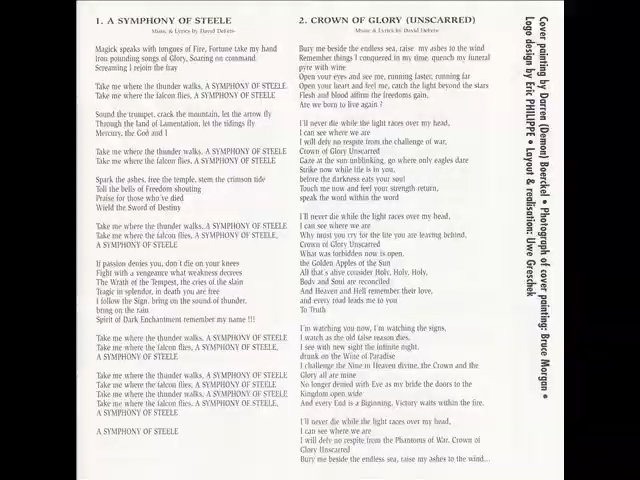 1. A SYMPHONY OF STEELE
Music & Lyrics by David DeFeis
Magick speaks with tongues of Fire, Fortune take my hand
Iron pounding songs of Glory, Soaring on command
Screaming I rejoin the fray
Take me where the thunder walks, A SYMPHONY OF STEELE
Take me where the falcon flies, A SYMPHONY OF STEELE
Sound the trumpet, crack the mountain, let the arrow fly
Through the land of Lamentation, let the tidings fly
Mercury, the God and I
Take me where the thunder walks, A SYMPHONY OF STEELE
Take me where the falcon flies, A SYMPHONY OF STEELE
Spark the ashes, free the temple, stem the crimson tide
Toll the bells of Freedom shouting
Praise for those who've died
Wield the Sword of Destiny
Take me where the thunder walks, A SYMPHONY OF STEELE
Take me where the falcon flies, A SYMPHONY OF STEELE,
A SYMPHONY OF STEELE
If passion denies you, don't die on your knees
Fight with a vengeance what weakness decrees
The Wrath of the Tempest, the cries of the slain
Tragic in splendor, in death you are free
I follow the Sign, bring on the sound of thunder,
bring on the rain
Spirit of Dark Enchantment remember my name !!!
Take me where the thunder walks, A SYMPHONY OF STEELE
Take me where the falcon flies, A SYMPHONY OF STEELE,
A SYMPHONY OF STEELE
Take me where the thunder walks, A SYMPHONY OF STEELE
Take me where the falcon flies, A SYMPHONY OF STEELE
Take me where the thunder walks, A SYMPHONY OF STEELE
Take me where the falcon flies, A SYMPHONY OF STEELE,
A SYMPHONY OF STEELE
A SYMPHONY OF STEELE
2. CROWN OF GLORY (UNSCARRED)
Music & Lyrics by David DeFeis
Bury me beside the endless sea, raise my ashes to the wind
Remember things I conquered in my time, quench my funeral
pyre with wine
Open your eyes and see me, running faster, running far
Open your heart and feel me, catch the light beyond the stars
Flesh and blood affirm the freedoms gain,
Are we born to live again ?
I'll never die while the light races over my head,
I can see where we are
I will defy no respite from the challenge of war,
Crown of Glory Unscarred
Gaze at the sun unblinking, go where only eagles dare
Strike now while life is in you,
before the darkness eats your soul
Touch me now and feel your strength return,
speak the word within the word
I'll never die while the light races over my head,
I can see where we are
Why must you cry for the life you are leaving behind,
Crown of Glory Unscarred
What was forbidden now is open,
the Golden Apples of the Sun
All that's alive consider Holy, Holy, Holy,
Body and Soul are reconciled
And Heaven and Hell remember their love,
and every road leads me to you
To Truth
I'm watching you now, I'm watching the signs,
I watch as the old false reason dies,
I see with new sight the infinite night,
drunk on the Wine of Paradise
I challenge the Nine in Heaven divine, the Crown and the
Glory all are mine
No longer denied with Eve as my bride the doors to the
Kingdom open wide
And every End is a Biginning, Victory waits within the fire.
I'll never die while the light races over my head,
I can see where we are
I will defy no respite from the Phantoms of War, Crown of
Glory Unscarred
Bury me beside the endless sea, raise my ashes to the wind...
Cover painting by Darren (Demon) Boerckel • Photograph of cover painting: Bruce Morgan •
Logo design by Eric PHILIPPE • Layout & realisation: Uwe Greschek